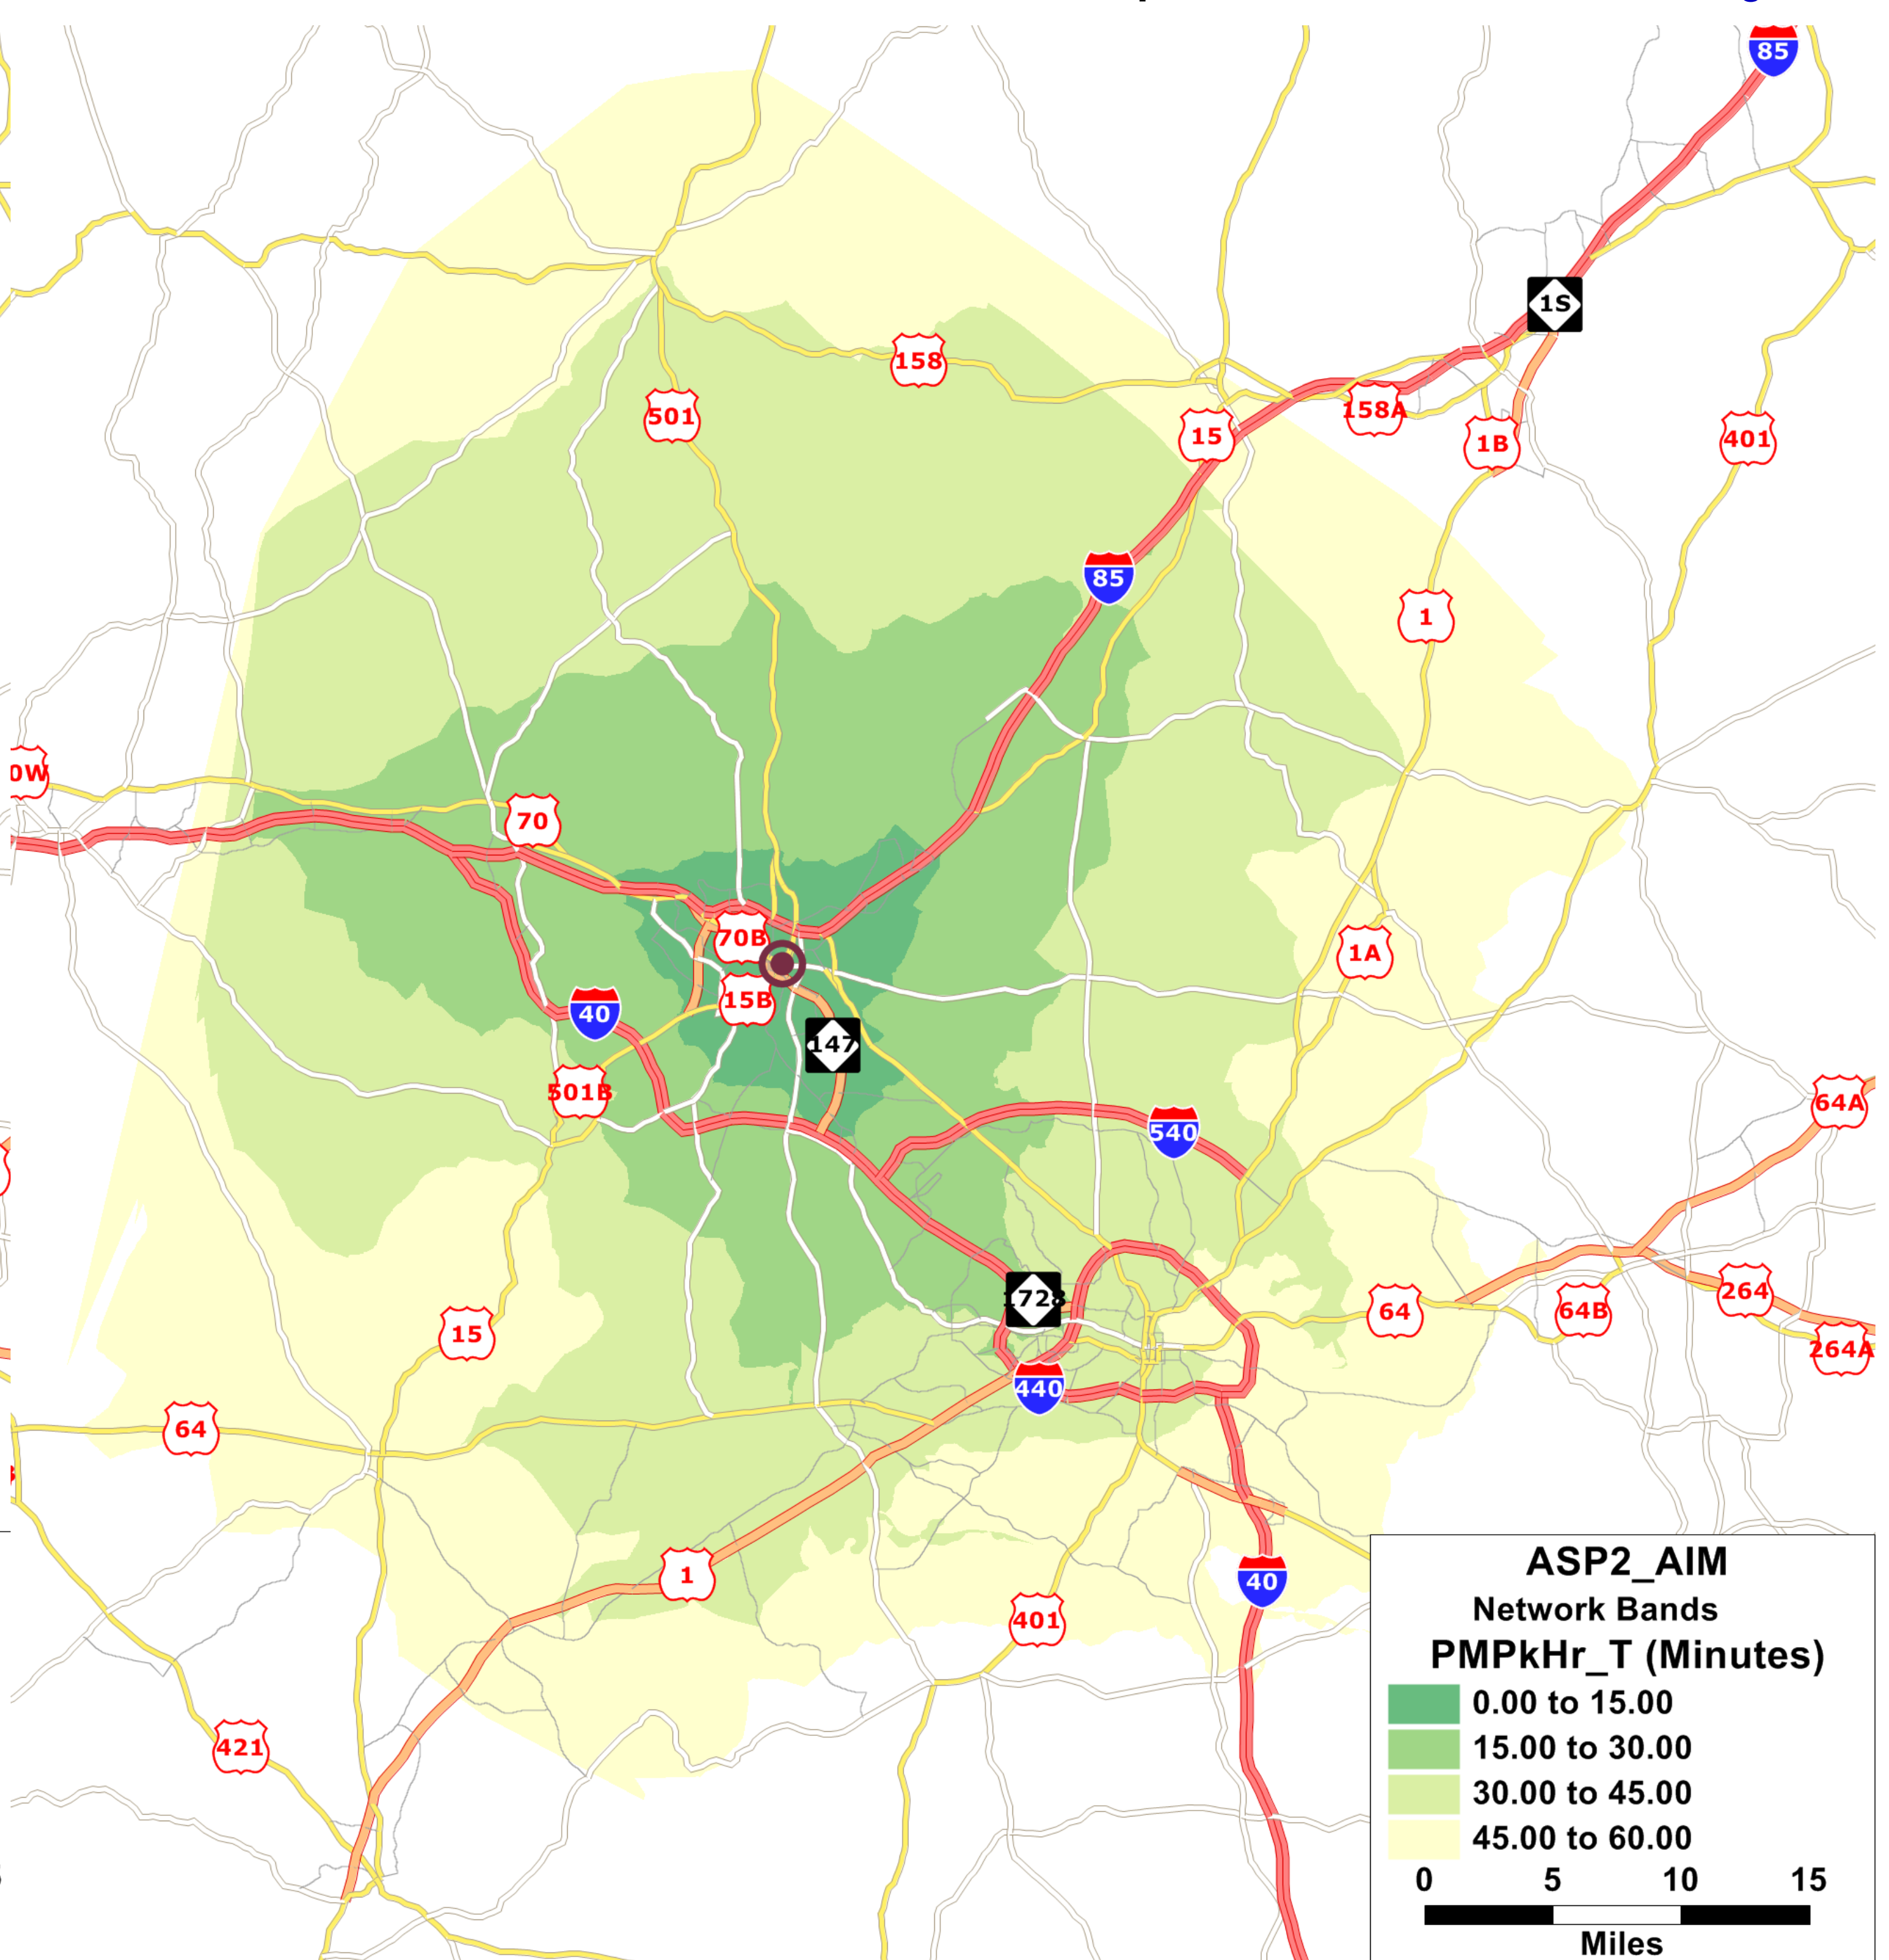 85
1S
158
501
158A
15
1B
401
85
1
0W
70
70B
1A
15B
40
147
501B
64A
540
1728
264
64
64B
15
264A
440
64
1
40
401
421
ASP2_AIM
Network Bands
PMPkHr_T (Minutes)
0.00 to 15.00
15.00 to 30.00
30.00 to 45.00
45.00 to 60.00
0 5 10 15
Miles